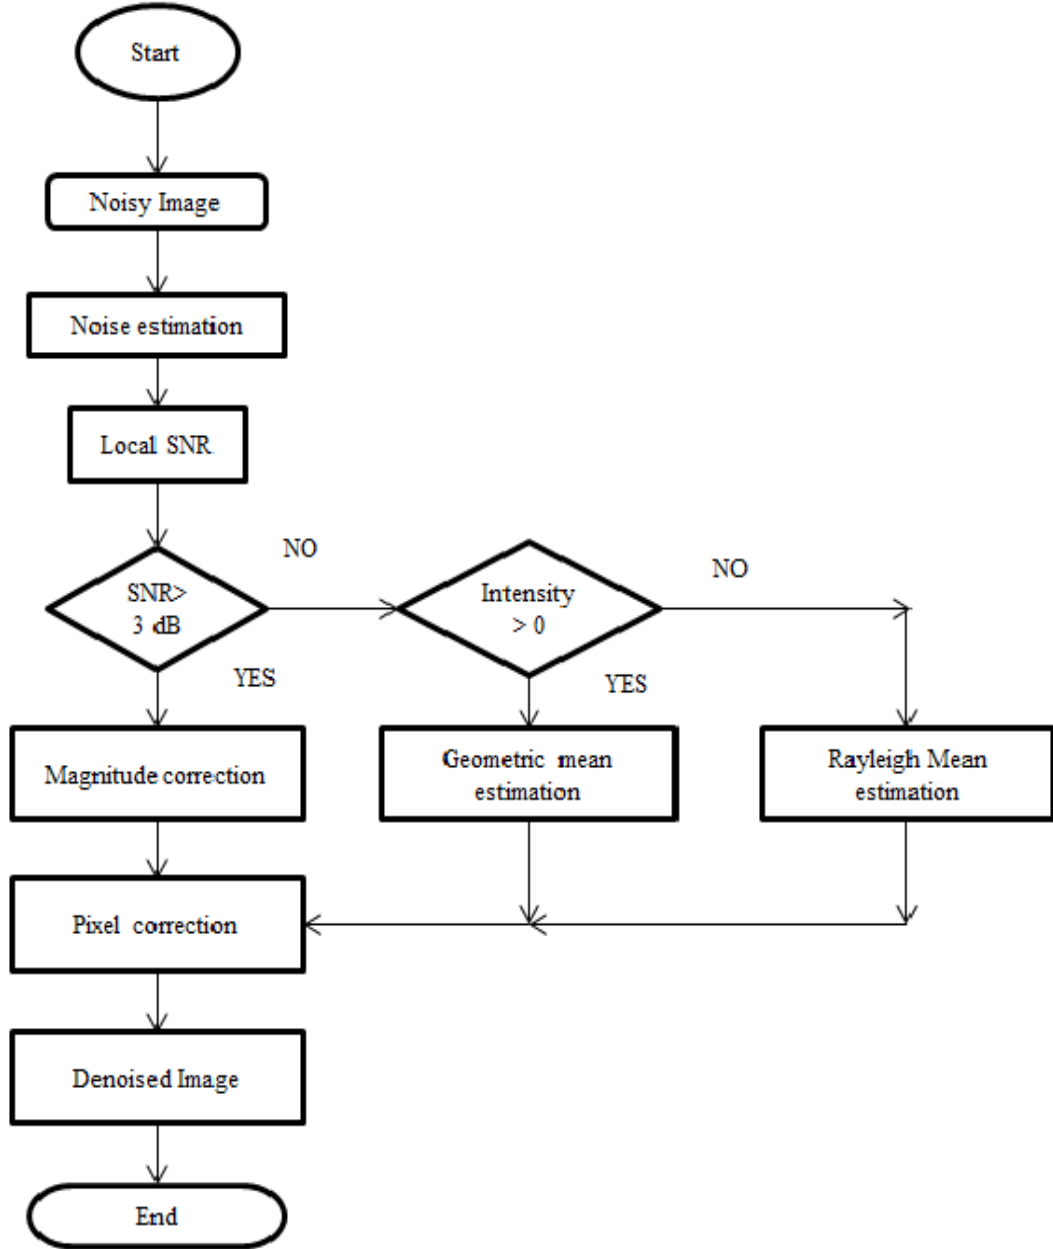 Start
Noisy Image
Noise estimation
Local SNR
SNR>
3 dB
NO
YES
Intensity
> 0
NO
YES
Magnitude correction
Geometric mean
estimation
Rayleigh Mean
estimation
Pixel correction
Denoised Image
End